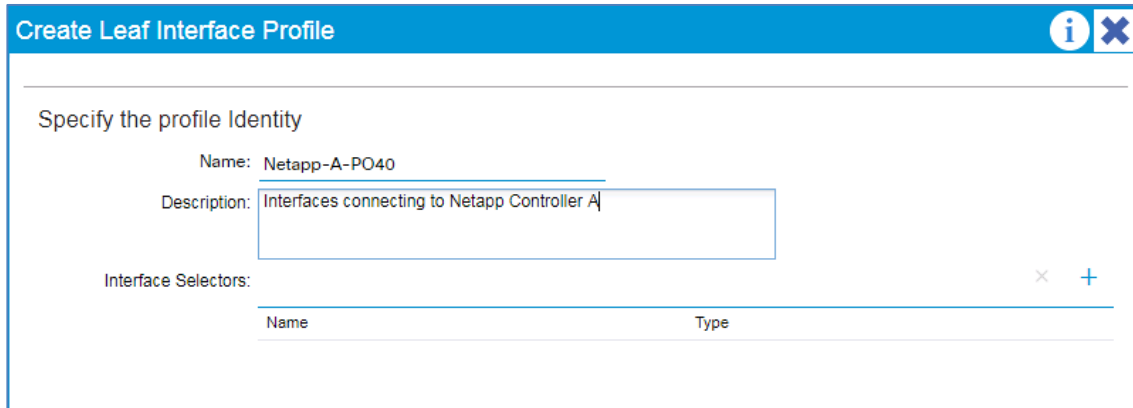 Create Leaf Interface Profile
Specify the profile Identity
Name: Netapp-A-PO40
Description: Interfaces connecting to Netapp Controller A
Interface Selectors:
Name Type